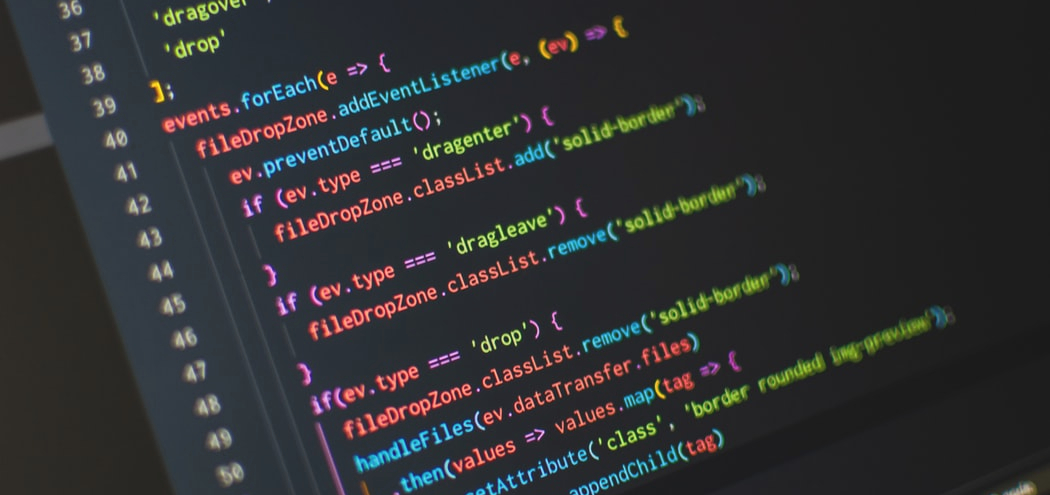 36 'dragover
37 'drop'
38 ];
39 events.forEach(e => {
40 fileDropZone.addEventListener(e, (ev) => {
41 ev.preventDefault();
42 if (ev.type === 'dragenter') {
43 fileDropZone.classList.add('solid-border');
44 }
45 if (ev.type === 'dragleave') {
46 fileDropZone.classList.remove('solid-border');
47 }
48 if(ev.type === 'drop') {
49 fileDropZone.classList.remove('solid-border');
50 handleFiles(ev.dataTransfer.files)
.then(values => values.map(tag => {
etAttribute('class', 'border rounded img-preview');
appendChild(tag)